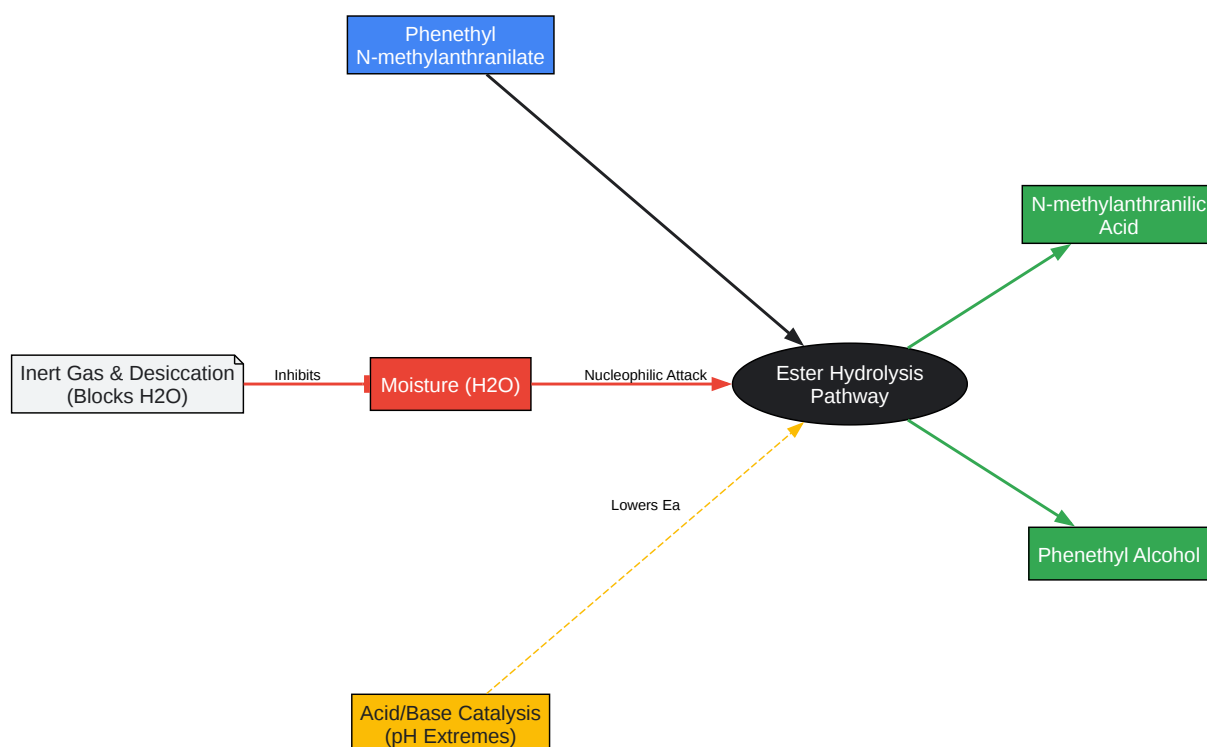 Phenethyl
N-methylanthranilate
N-methylanthranilic
Acid
Inert Gas & Desiccation
(Blocks H2O)
Inhibits
Moisture (H2O)
Nucleophilic Attack
Ester Hydrolysis
Pathway
Lowers Ea
Phenethyl Alcohol
Acid/Base Catalysis
(pH Extremes)